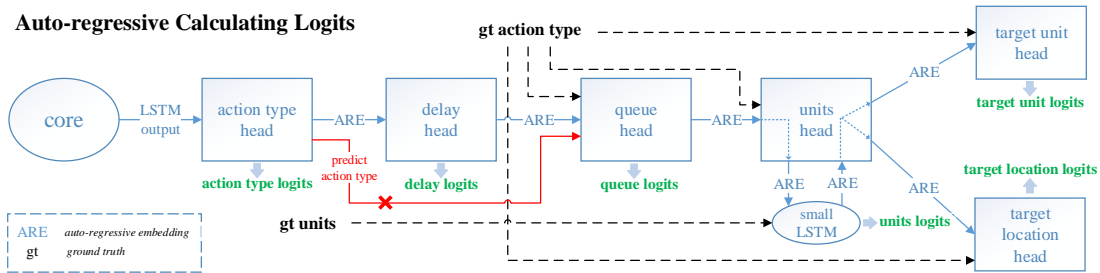 Auto-regressive Calculating Logits
gt action type
target unit
head
target unit logits
core
LSTM
output
action type
head
action type logits
ARE
predict
action type
delay
head
delay logits
ARE
queue
head
queue logits
ARE
units
head
ARE
ARE
ARE
ARE
gt units
small
LSTM
units logits
target location logits
target
location
head
ARE auto-regressive embedding
gt ground truth